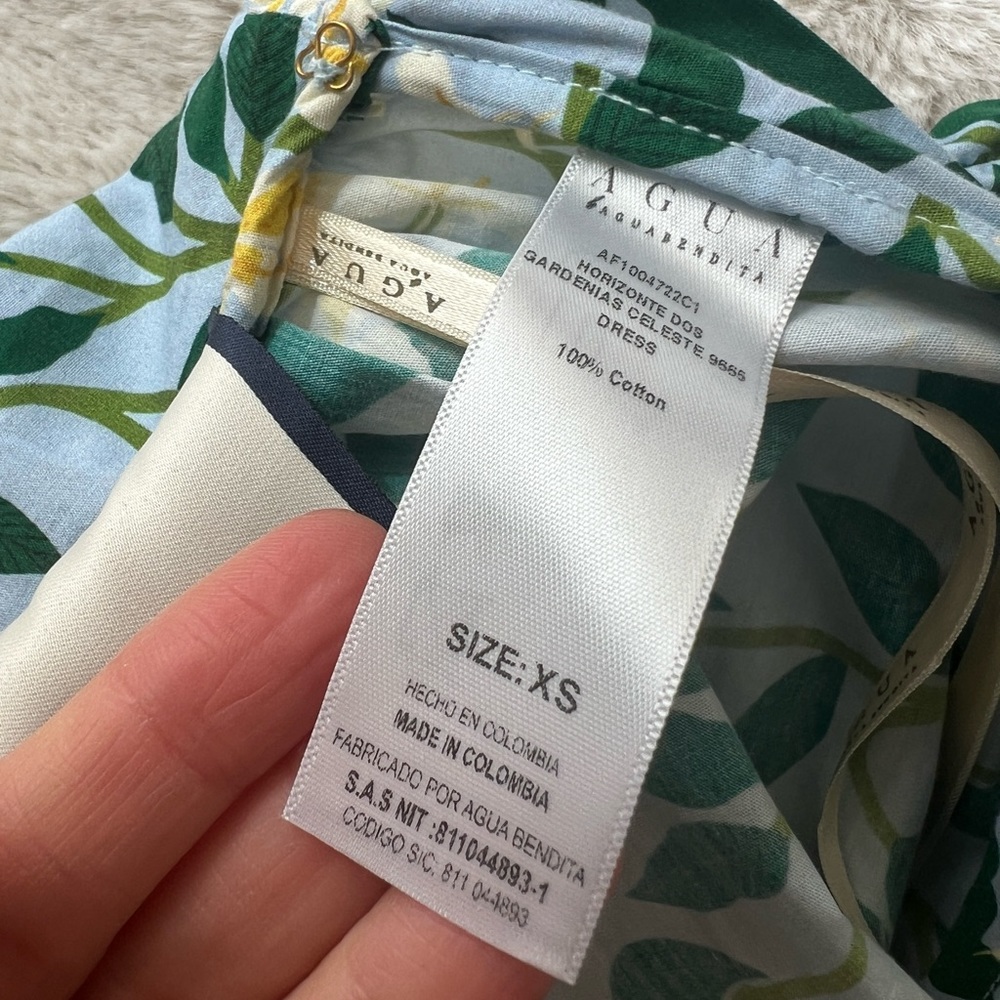 AGUA
AGUABENDITA
AF1004722C1
HORIZONTE DOS
GARDENIAS CELESTE 9665
DRESS
100% Cotton
SIZE: XS
HECHO EN COLOMBIA
MADE IN COLOMBIA
FABRICADO POR AGUA BENDITA
S.A.S NIT :811044893-1
CODIGO SIC. 811 044893
AGUA
AGUA BENDITA